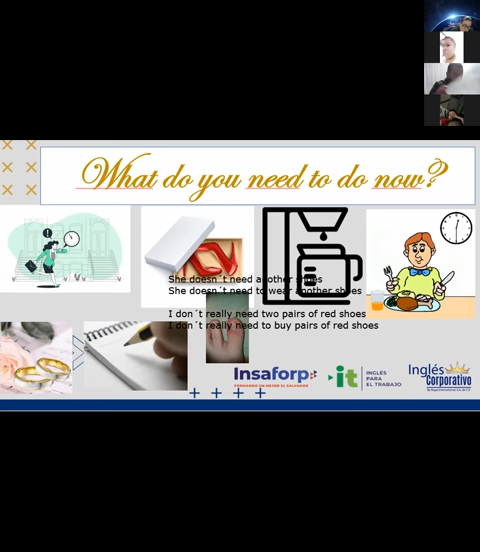 What do you need to do now?
She doesn´t need another shoes
She doesn´t need to wear another shoes
I don´t really need two pairs of red shoes
I don´t really need to buy pairs of red shoes
Insaforp
FORMANDO UN MEJOR EL SALVADOR
it
INGLÉS
PARA
EL TRABAJO
Inglés
Corporativo